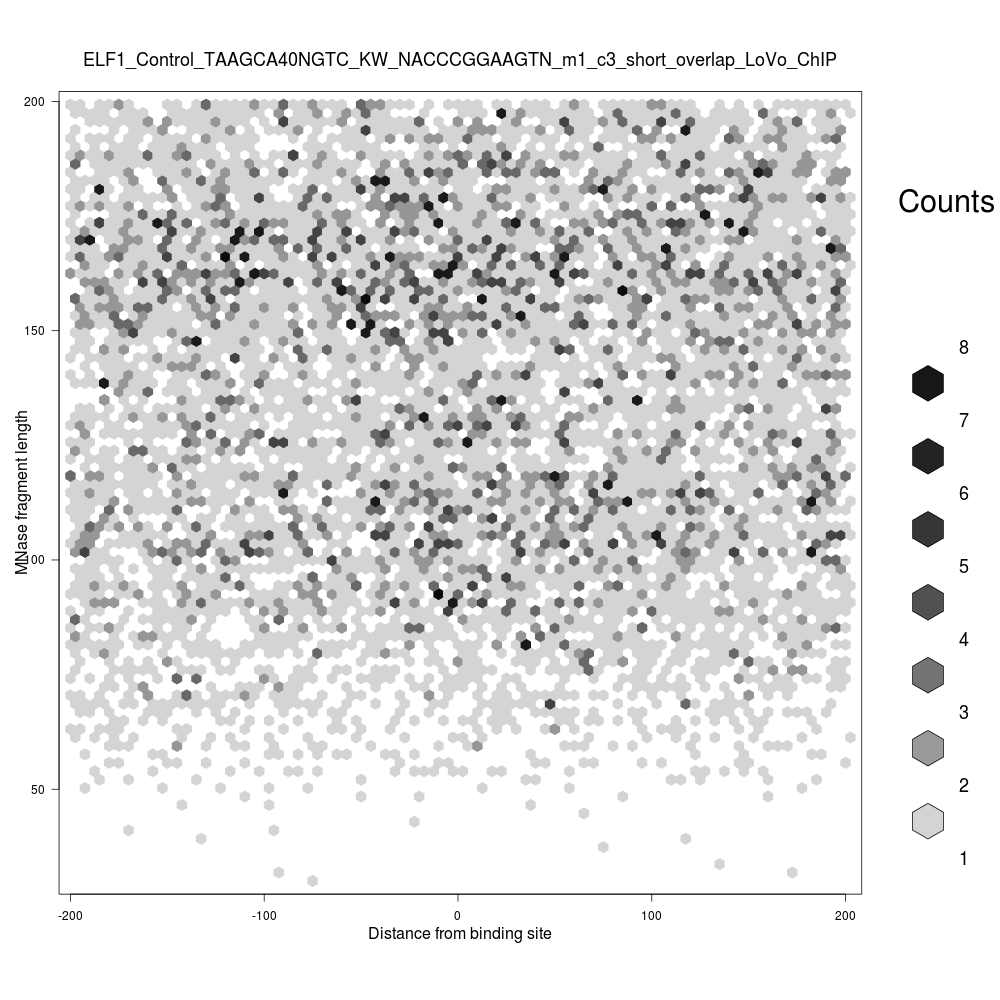 ELF1_Control_TAAGCA40NGTC_KW_NACCCGGAAGTN_m1_c3_short_overlap_LoVo_ChIP
Counts
8
7
6
5
4
3
2
1
MNase fragment length
200
150
100
50
-200 -100 0 100 200
Distance from binding site